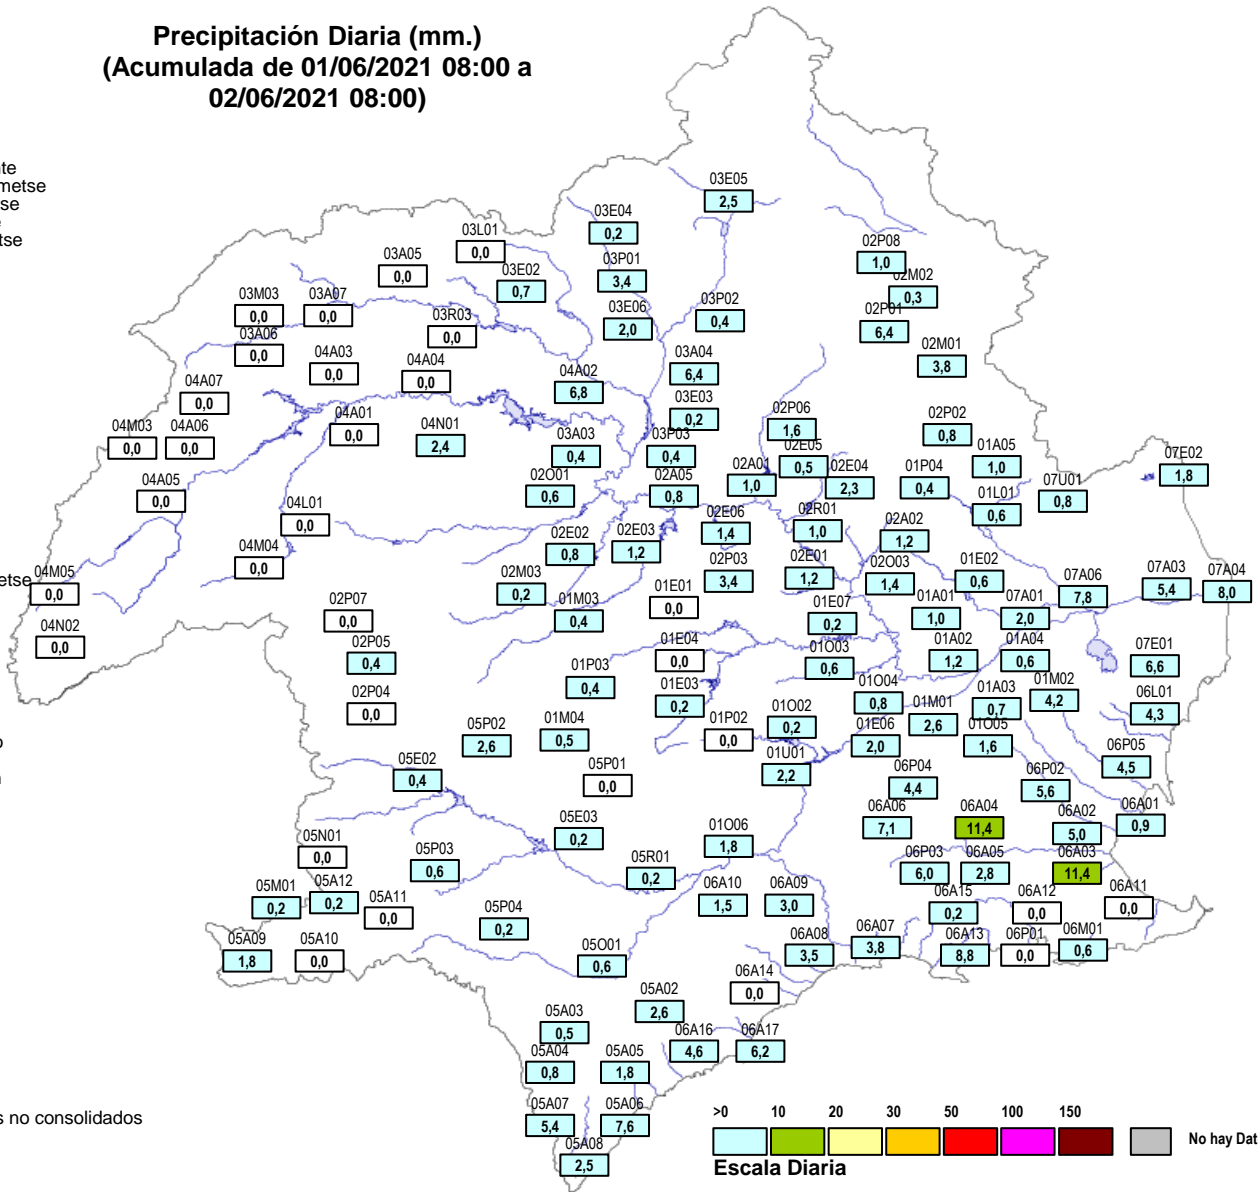 Precipitación Diaria (mm.)
(Acumulada de 01/06/2021 08:00 a
02/06/2021 08:00)
te
metse
se
e
tse
03E05
2,5
03E04
0,2
03L01
0,0
03A05
0,0
03E02
0,7
03P01
3,4
02P08
1,0
02M02
0,3
03M03
0,0
03A07
0,0
03R03
0,0
03E06
2,0
03P02
0,4
02P01
6,4
03A06
0,0
04A03
0,0
04A04
0,0
04A02
6,8
03A04
6,4
02M01
3,8
04A07
0,0
03E03
0,2
04M03
0,0
04A06
0,0
04A01
0,0
04N01
2,4
03A03
0,4
03P03
0,4
02P06
1,6
02P02
0,8
02E05
0,5
01A05
1,0
07E02
1,8
04A05
0,0
02O01
0,6
02A05
0,8
02A01
1,0
02E04
2,3
01P04
0,4
07U01
0,8
04L01
0,0
02E06
1,4
02R01
1,0
01L01
0,6
02A02
1,2
04M04
0,0
02E02
0,8
02E03
1,2
etse
04M05
0,0
02M03
0,2
02P03
3,4
02E01
1,2
02O03
1,4
01E02
0,6
07A06
7,8
07A03
5,4
07A04
8,0
02P07
0,0
01M03
0,4
01E01
0,0
01E07
0,2
01A01
1,0
07A01
2,0
04N02
0,0
02P05
0,4
01E04
0,0
01O03
0,6
01A02
1,2
01A04
0,6
07E01
6,6
01P03
0,4
01E03
0,2
01O04
0,8
01A03
0,7
01M02
4,2
06L01
4,3
02P04
0,0
05P02
2,6
01M04
0,5
01P02
0,0
01O02
0,2
01M01
2,6
01E06
2,0
01O05
1,6
o
05E02
0,4
05P01
0,0
01U01
2,2
06P04
4,4
06P02
5,6
06P05
4,5
05E03
0,2
01O06
1,8
06A06
7,1
06A04
11,4
06A02
5,0
06A01
0,9
05N01
0,0
05P03
0,6
05R01
0,2
06P03
6,0
06A05
2,8
06A03
11,4
05M01
0,2
05A12
0,2
05A11
0,0
06A10
1,5
06A09
3,0
06A15
0,2
06A12
0,0
06A11
0,0
05P04
0,2
05A09
1,8
05A10
0,0
05O01
0,6
06A08
3,5
06A07
3,8
06A13
8,8
06P01
0,0
06M01
0,6
06A14
0,0
05A02
2,6
05A03
0,5
06A16
4,6
06A17
6,2
05A04
0,8
05A05
1,8
s no consolidados
05A07
5,4
05A06
7,6
05A08
2,5
>0 10 20 30 50 100 150
No hay Dat
Escala Diaria